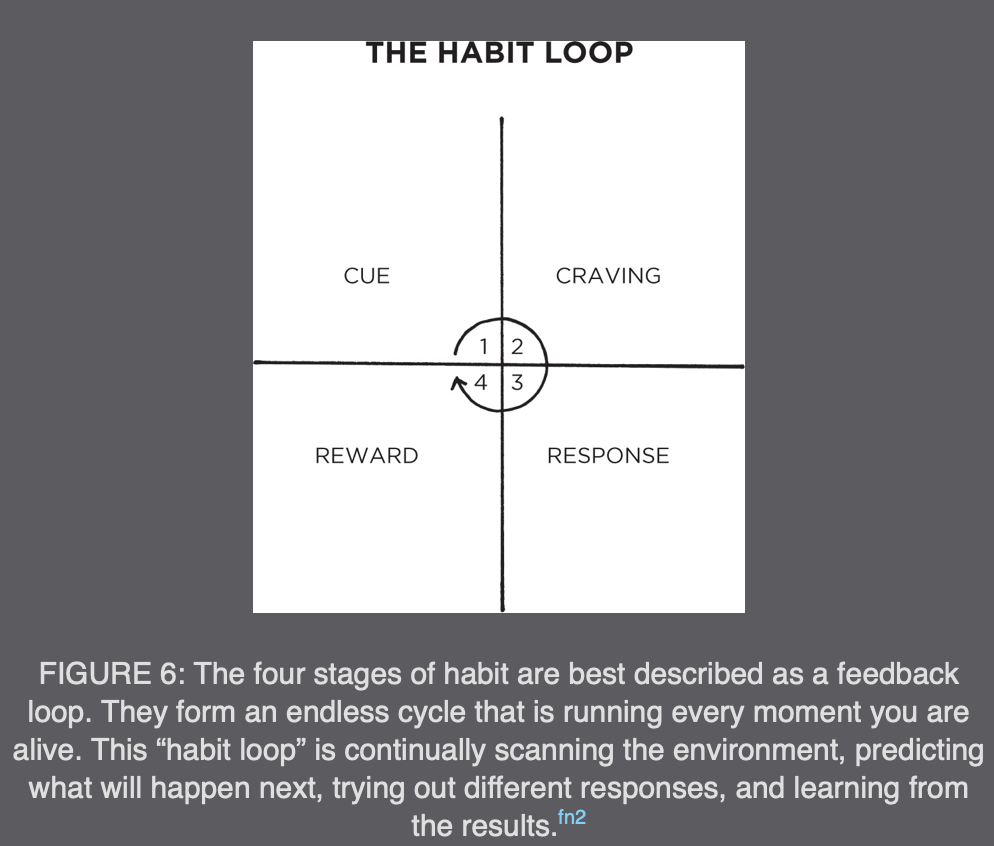 THE HABIT LOOP
CUE
CRAVING
1
2
4
3
REWARD
RESPONSE
FIGURE 6: The four stages of habit are best described as a feedback
loop. They form an endless cycle that is running every moment you are
alive. This “habit loop” is continually scanning the environment, predicting
what will happen next, trying out different responses, and learning from
the results.fn2